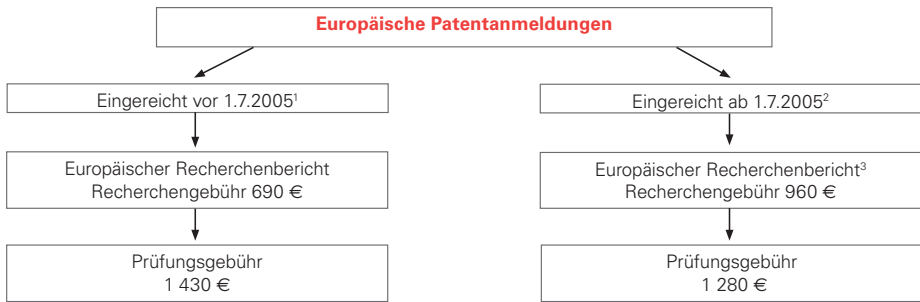 Europäische Patentanmeldungen
Eingereicht vor 1.7.2005¹
Europäischer Recherchenbericht
Recherchengebühr 690 €
Prüfungsgebühr
1 430 €
Eingereicht ab 1.7.2005²
Europäischer Recherchenbericht³
Recherchengebühr 960 €
Prüfungsgebühr
1 280 €